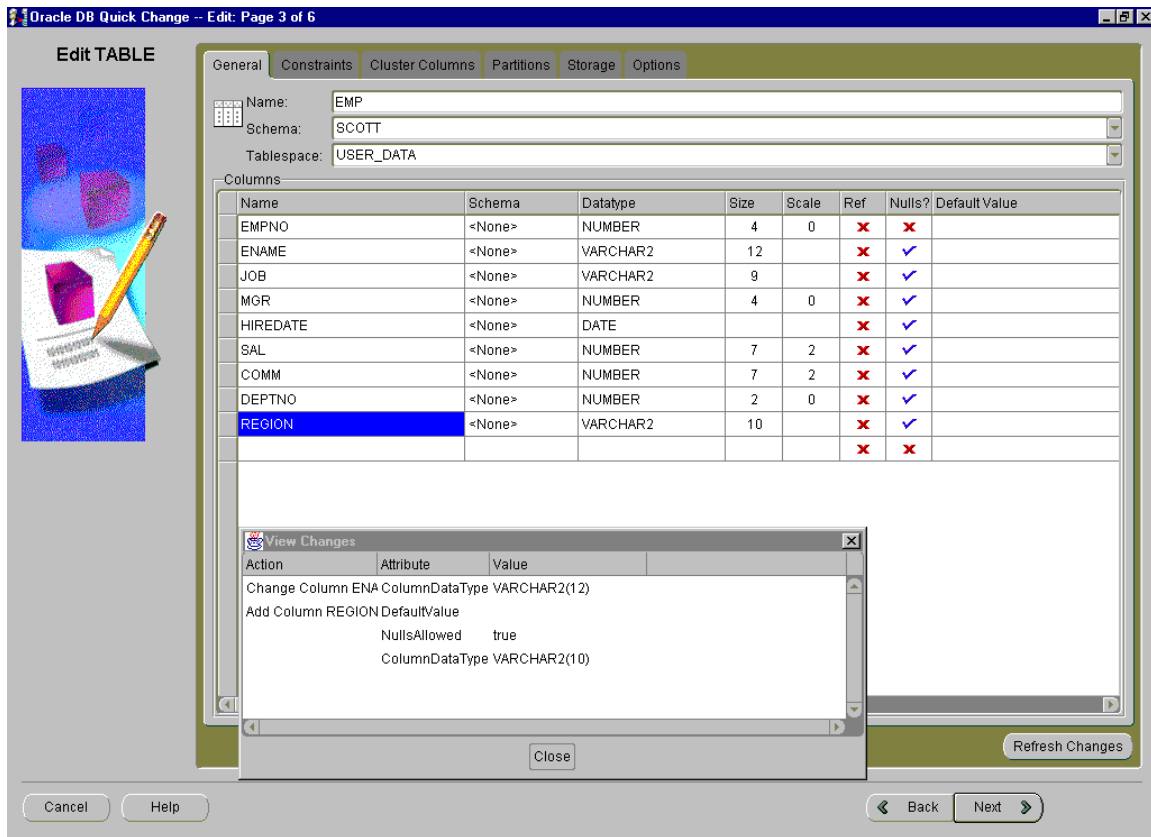 Oracle DB Quick Change -- Edit: Page 3 of 6
Edit TABLE
General Constraints Cluster Columns Partitions Storage Options
Name: EMP
Schema: SCOTT
Tablespace: USER_DATA
Columns
Name Schema Datatype Size Scale Ref Nulls? Default Value
EMPNO <None> NUMBER 4 0
ENAME <None> VARCHAR2 12
JOB <None> VARCHAR2 9
MGR <None> NUMBER 4 0
HIREDATE <None> DATE
SAL <None> NUMBER 7 2
COMM <None> NUMBER 7 2
DEPTNO <None> NUMBER 2 0
REGION <None> VARCHAR2 10
View Changes
Action Attribute Value
Change Column ENA ColumnDataType VARCHAR2(12)
Add Column REGION DefaultValue
NullsAllowed true
ColumnDataType VARCHAR2(10)
Close
Refresh Changes
Cancel Help Back Next